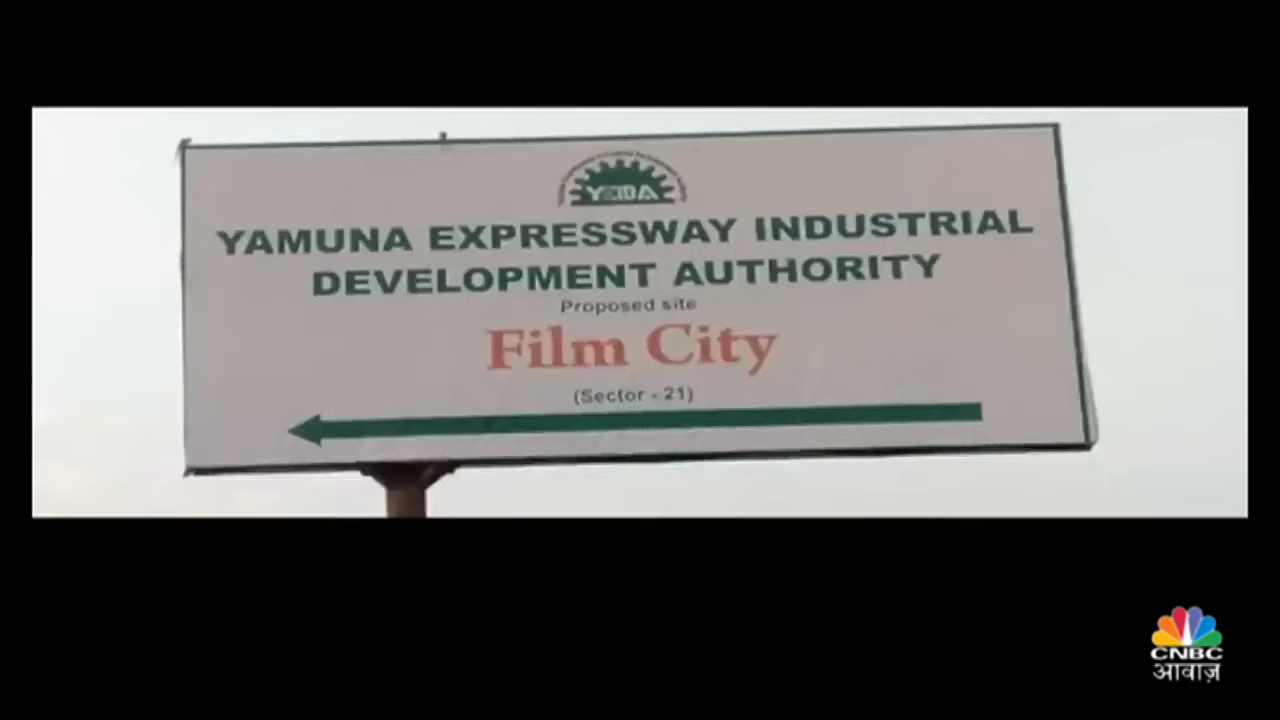 YEIDA
YAMUNA EXPRESSWAY INDUSTRIAL
DEVELOPMENT AUTHORITY
Proposed site
Film City
(Sector - 21)
CNBC
आवाज़